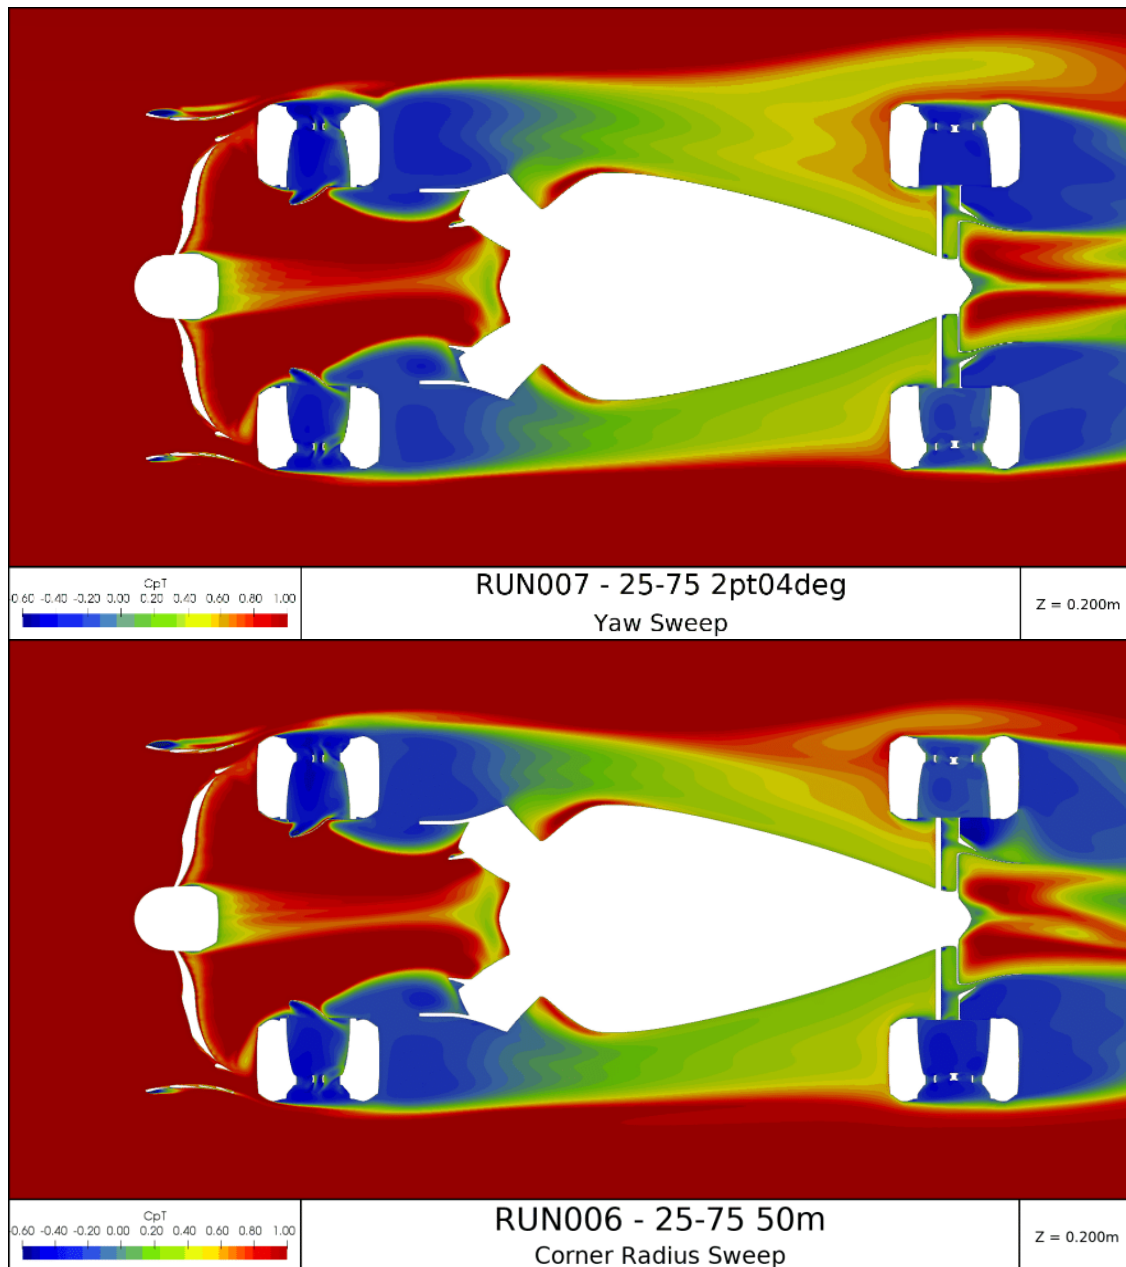 CpT
-0.60 -0.40 -0.20 0.00 0.20 0.40 0.60 0.80 1.00
RUN007 - 25-75 2pt04deg
Yaw Sweep
Z = 0.200m
CpT
-0.60 -0.40 -0.20 0.00 0.20 0.40 0.60 0.80 1.00
RUN006 - 25-75 50m
Corner Radius Sweep
Z = 0.200m